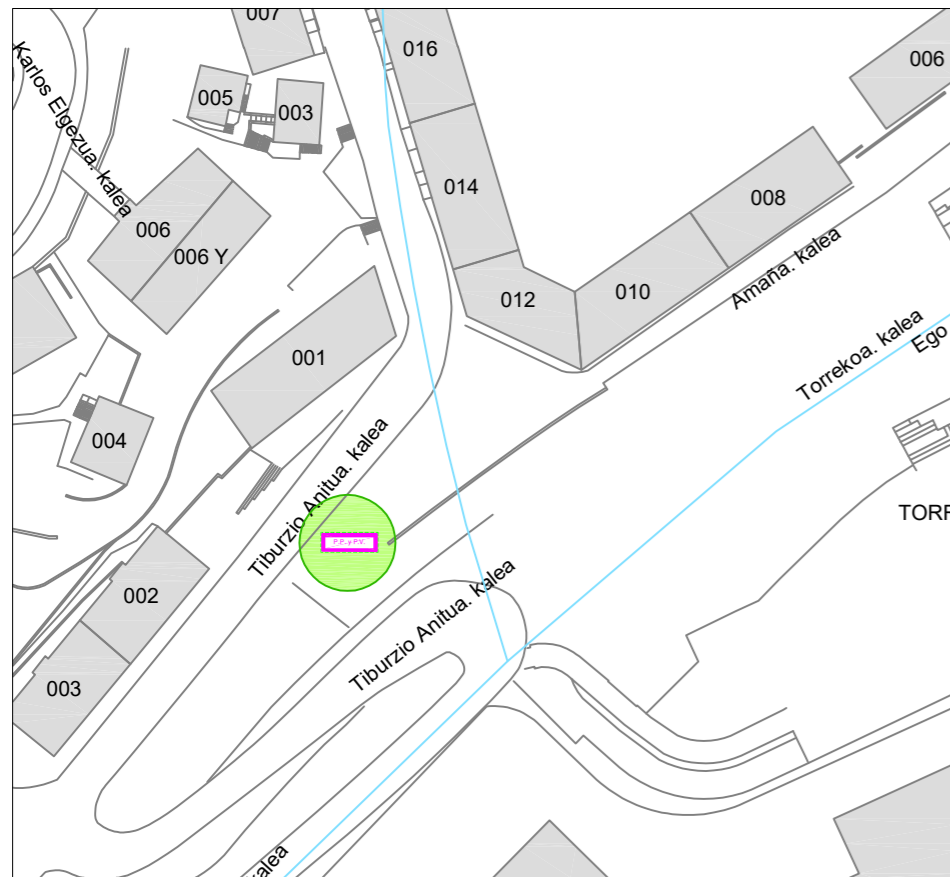 007
016
006
005
003
Karlos Elgezua. kalea
014
008
006
006 Y
012
010
Amaña. kalea
Torrekoa. kalea
Ego
001
004
Tiburzio Anitua. kalea
TORR
P.P. y P.V.
002
Tiburzio Anitua. kalea
003
kalea